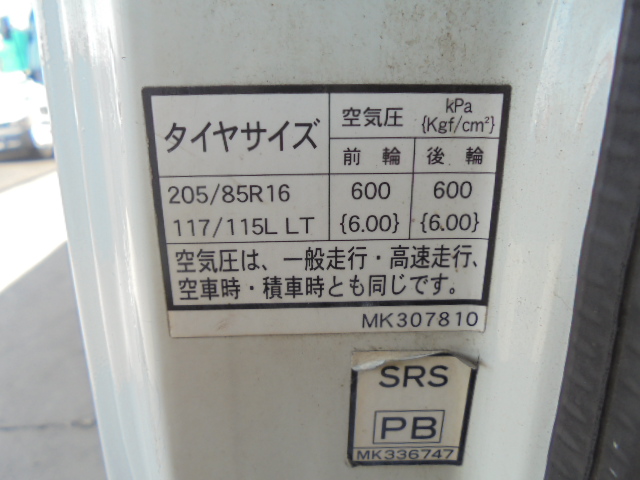 タイヤサイズ
空気圧 kPa {Kgf/cm²}
前輪 後輪
205/85R16 600 600
117/115L LT {6.00} {6.00}
空気圧は、一般走行・高速走行、
空車時・積車時とも同じです。
MK307810
SRS
PB
MK336747